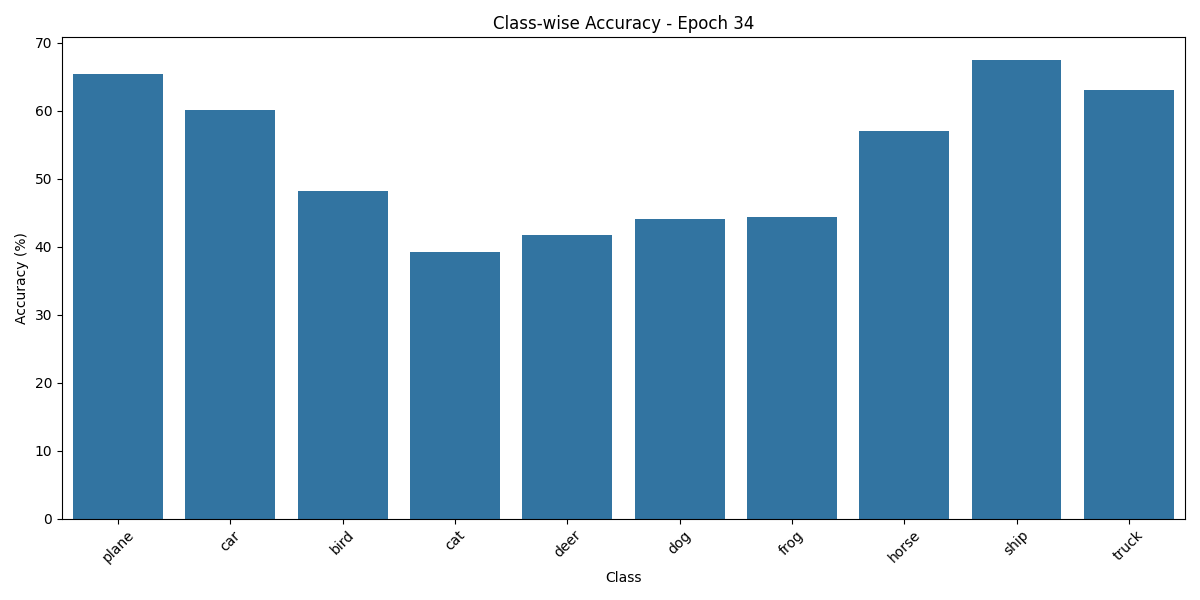 Class-wise Accuracy - Epoch 34
Accuracy (%)
70
60
50
40
30
20
10
0
plane
car
bird
cat
deer
dog
frog
horse
ship
truck
Class